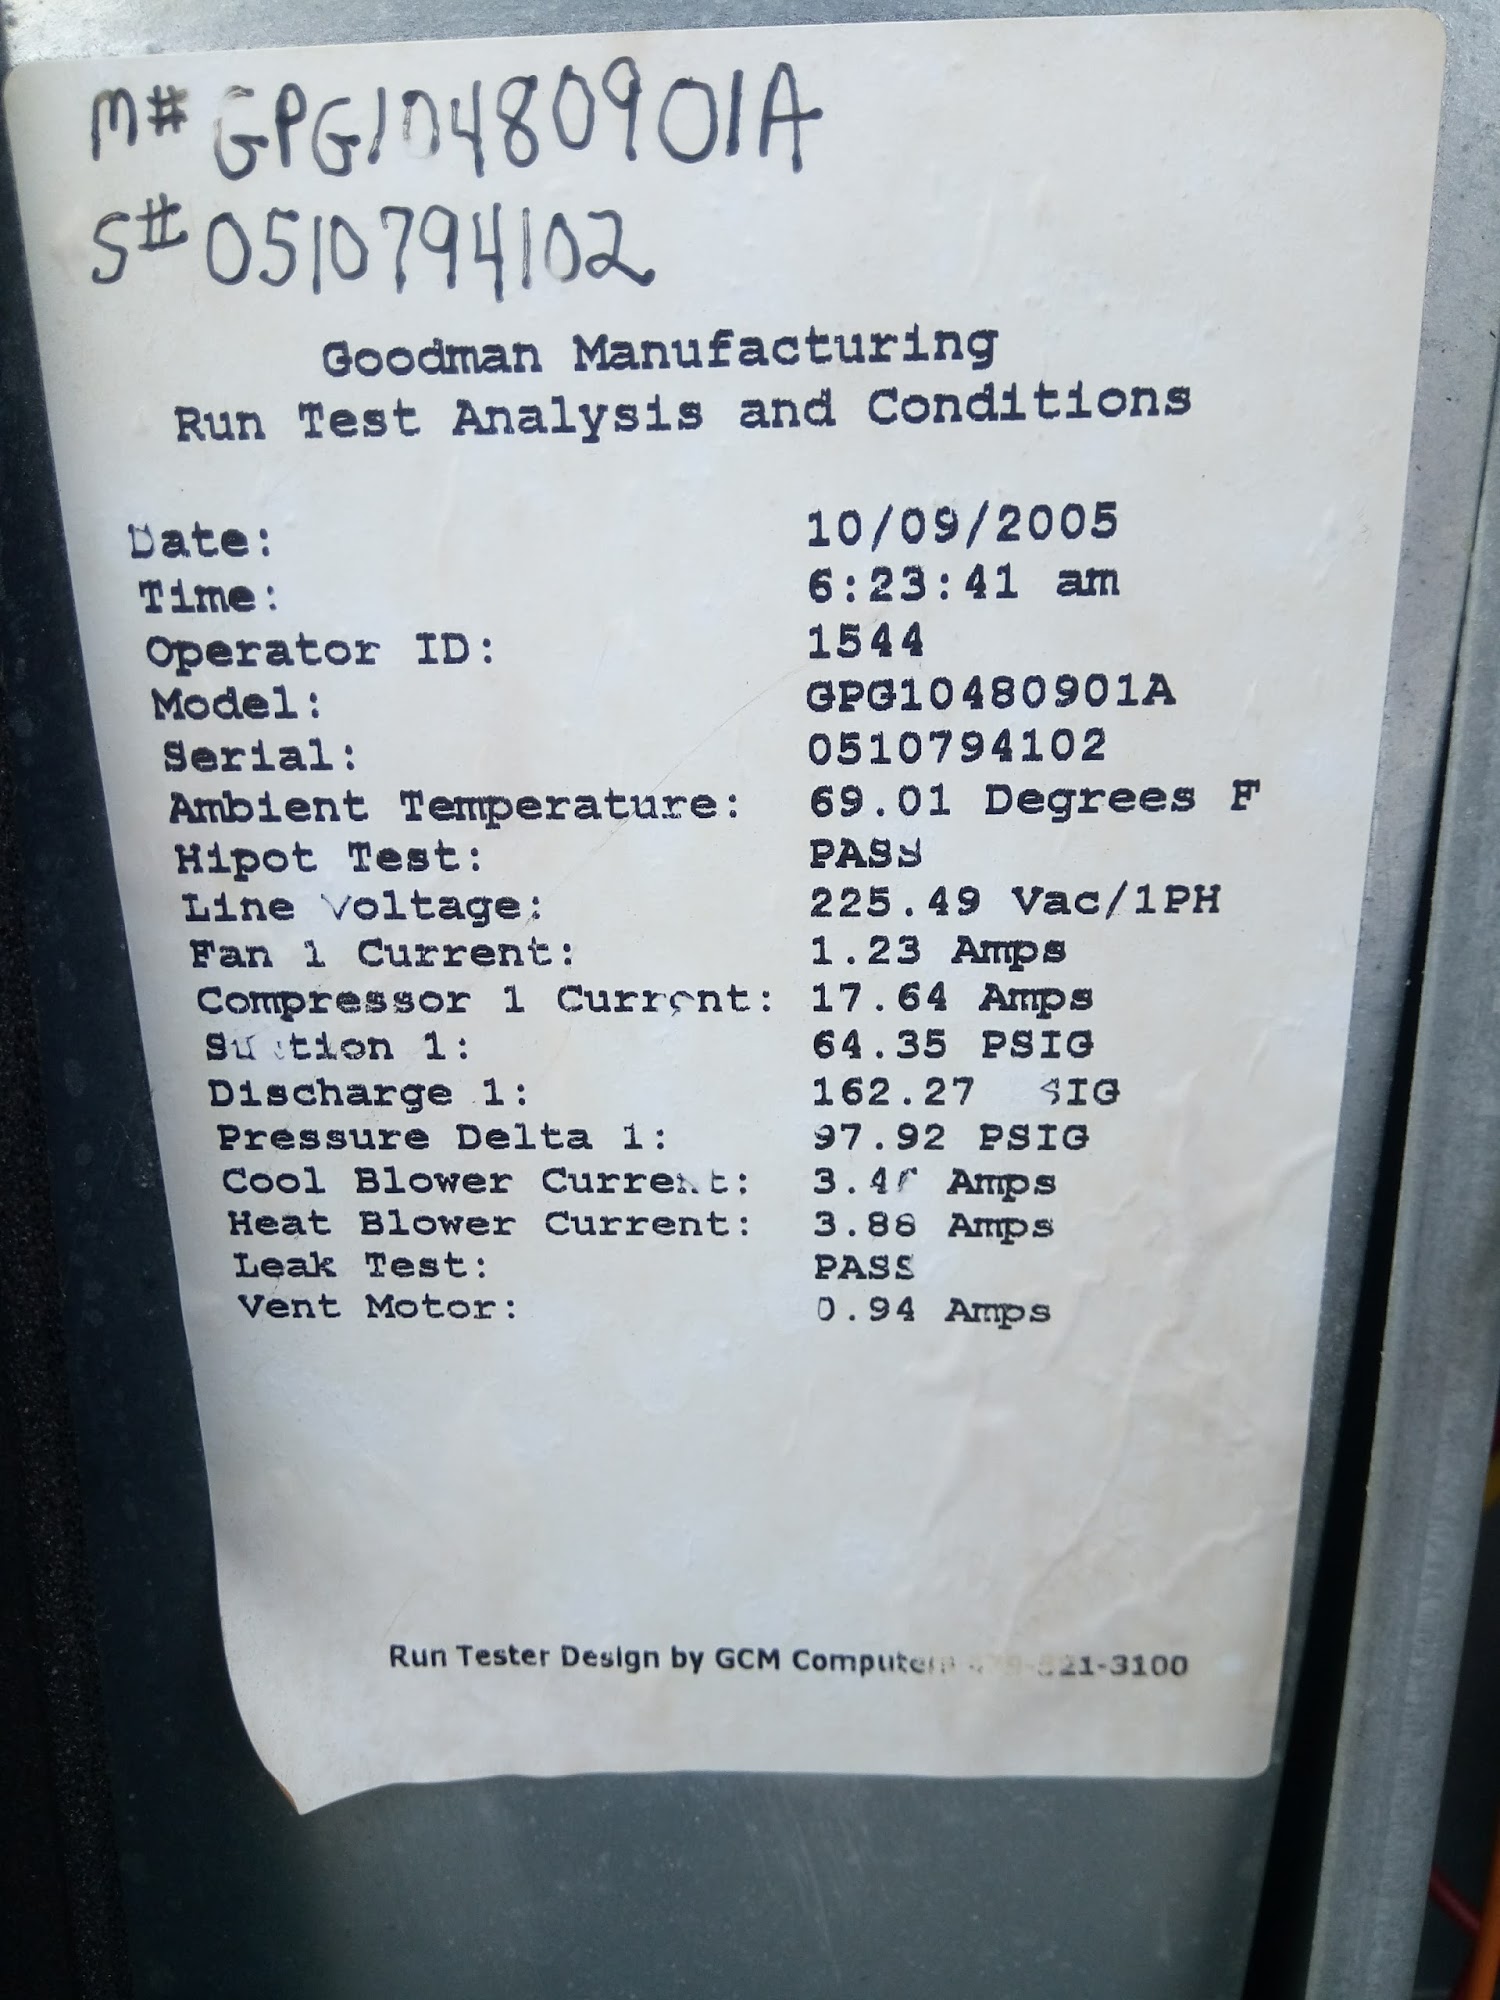 M# GPG10480901A
S# 0510794102
Goodman Manufacturing
Run Test Analysis and Conditions
Date: 10/09/2005
Time: 6:23:41 am
Operator ID: 1544
Model: GPG10480901A
Serial: 0510794102
Ambient Temperature: 69.01 Degrees F
Hipot Test: PASS
Line Voltage: 225.49 Vac/1PH
Fan 1 Current: 1.23 Amps
Compressor 1 Current: 17.64 Amps
Suction 1: 64.35 PSIG
Discharge 1: 162.27 PSIG
Pressure Delta 1: 97.92 PSIG
Cool Blower Current: Amps
Heat Blower Current: 3.88 Amps
Leak Test: PASS
Vent Motor: 0.94 Amps
Run Tester Design by GCM Computers